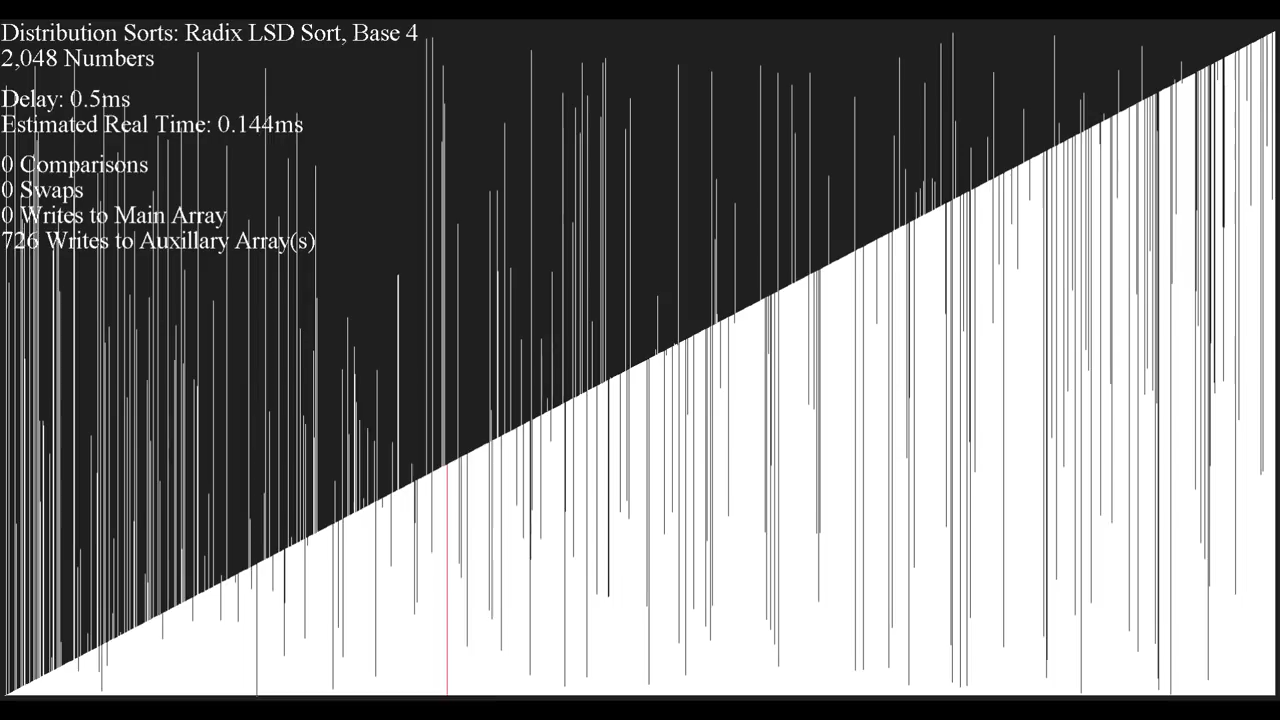 Distribution Sorts: Radix LSD Sort, Base 4
2,048 Numbers
Delay: 0.5ms
Estimated Real Time: 0.144ms
0 Comparisons
0 Swaps
0 Writes to Main Array
726 Writes to Auxillary Array(s)